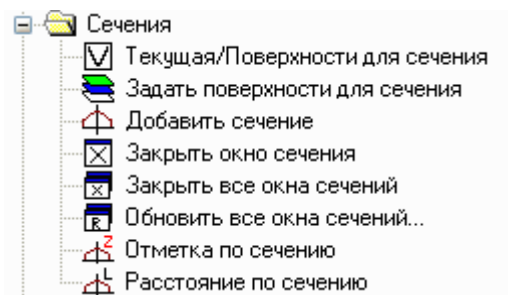 Сечения
Текущая/Поверхности для сечения
Задать поверхности для сечения
Добавить сечение
Закрыть окно сечения
Закрыть все окна сечений
Обновить все окна сечений...
Отметка по сечению
Расстояние по сечению